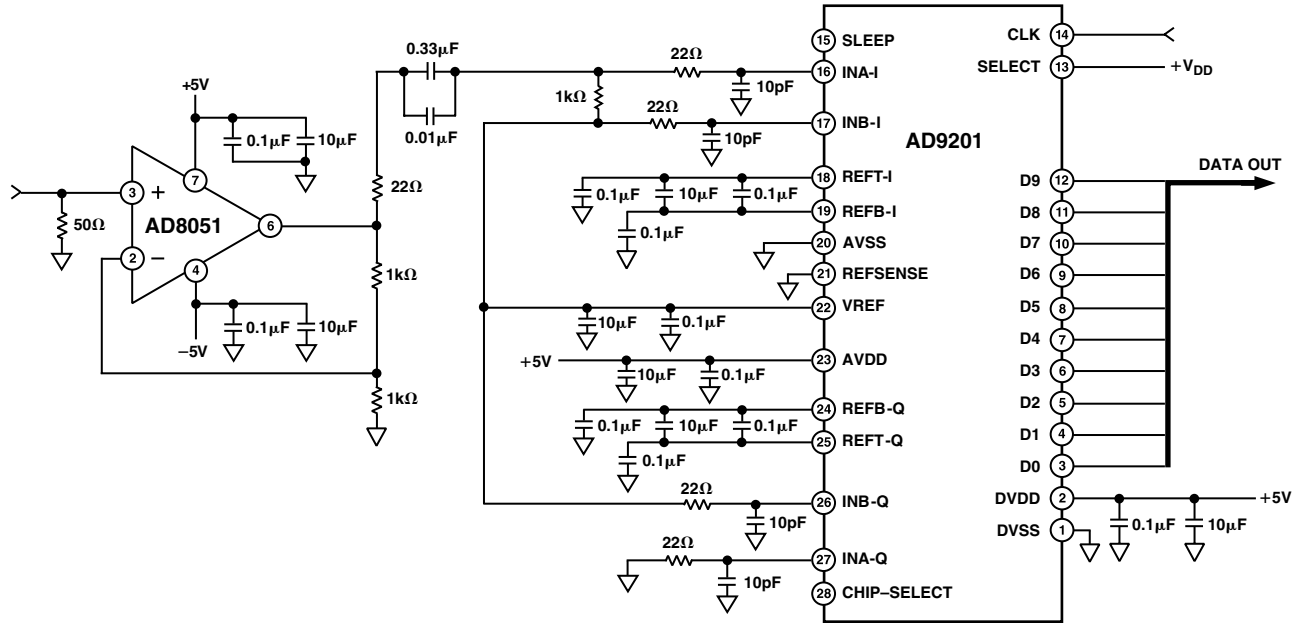 +5V
0.1µF
10µF
3
+
7
AD8051
6
50Ω
2
−
4
0.1µF
10µF
−5V
0.33µF
0.01µF
22Ω
1kΩ
1kΩ
22Ω
10pF
1kΩ
22Ω
10pF
0.1µF
10µF
0.1µF
0.1µF
10µF
0.1µF
+5V
10µF
0.1µF
0.1µF
10µF
0.1µF
0.1µF
22Ω
10pF
22Ω
10pF
AD9201
15 SLEEP
16 INA-I
17 INB-I
18 REFT-I
19 REFB-I
20 AVSS
21 REFSENSE
22 VREF
23 AVDD
24 REFB-Q
25 REFT-Q
26 INB-Q
27 INA-Q
28 CHIP–SELECT
CLK 14
SELECT 13 +VDD
DATA OUT
D9 12
D8 11
D7 10
D6 9
D5 8
D4 7
D3 6
D2 5
D1 4
D0 3
DVDD 2 +5V
DVSS 1
0.1µF
10µF